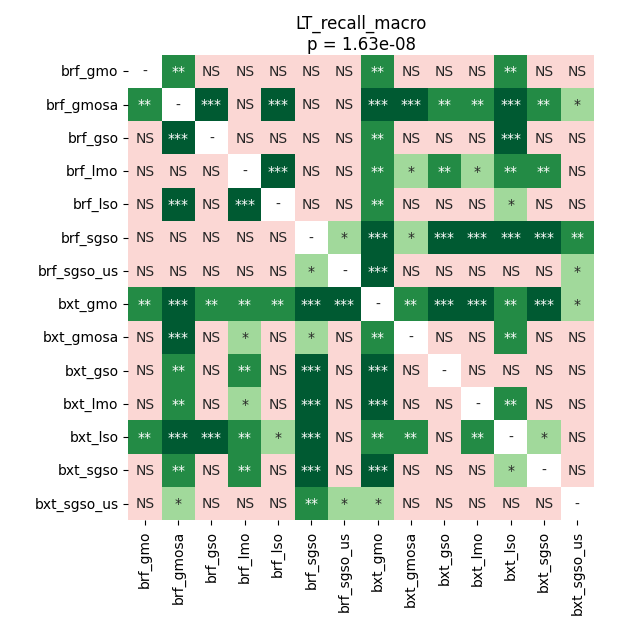 LT_recall_macro
p = 1.63e-08
brf_gmo - ** NS NS NS NS NS ** NS NS NS ** NS NS
brf_gmosa ** - *** NS *** NS NS *** *** ** ** *** ** *
brf_gso NS *** - NS NS NS NS ** NS NS NS *** NS NS
brf_lmo NS NS NS - *** NS NS ** * ** * ** ** NS
brf_lso NS *** NS *** - NS NS ** NS NS NS * NS NS
brf_sgso NS NS NS NS NS - * *** * *** *** *** *** **
brf_sgso_us NS NS NS NS NS * - *** NS NS NS NS NS *
bxt_gmo ** *** ** ** ** *** *** - ** *** *** ** *** *
bxt_gmosa NS *** NS * NS * NS ** - NS NS ** NS NS
bxt_gso NS ** NS ** NS *** NS *** NS - NS NS NS NS
bxt_lmo NS ** NS * NS *** NS *** NS NS - ** NS NS
bxt_lso ** *** *** ** * *** NS ** ** NS ** - * NS
bxt_sgso NS ** NS ** NS *** NS *** NS NS NS * - NS
bxt_sgso_us NS * NS NS NS ** * * NS NS NS NS NS -
brf_gmo brf_gmosa brf_gso brf_lmo brf_lso brf_sgso brf_sgso_us bxt_gmo bxt_gmosa bxt_gso bxt_lmo bxt_lso bxt_sgso bxt_sgso_us